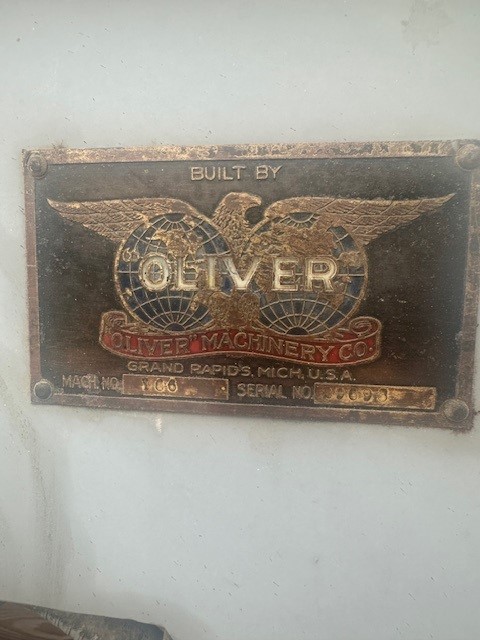 BUILT BY
"OLIVER"
"OLIVER" MACHINERY CO.
GRAND RAPIDS, MICH, U.S.A.
MACH. NO. SERIAL NO.